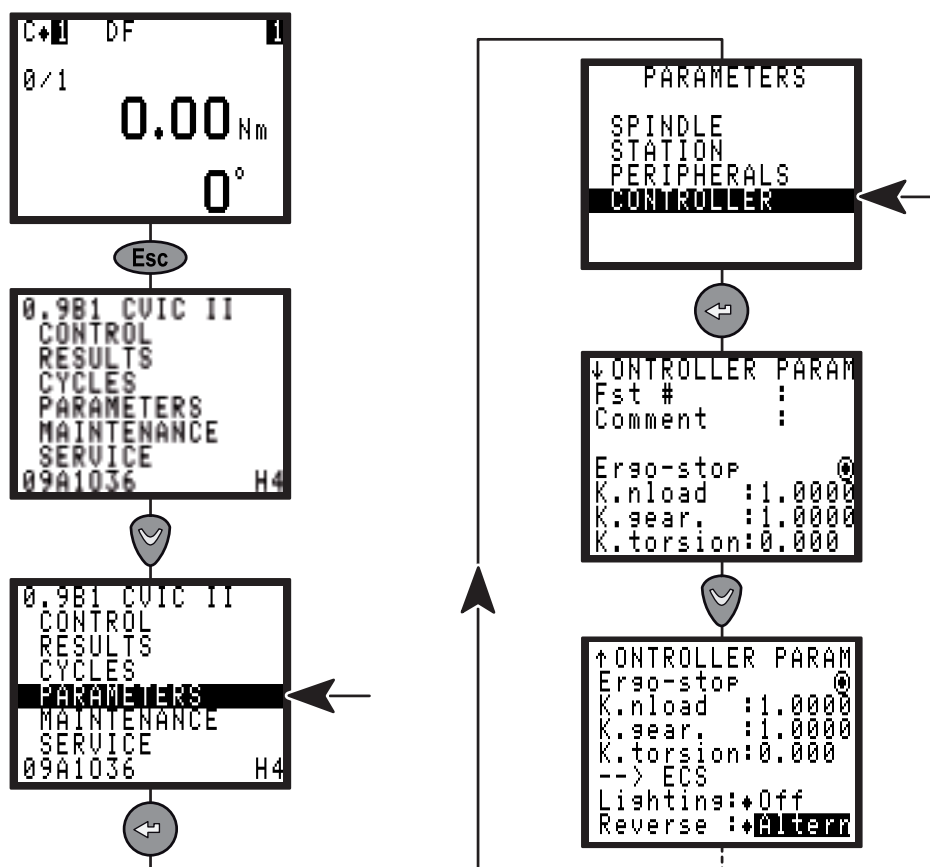 C♦1 DF 1
0/1
0.00 Nm
0°
Esc
0.9B1 CVIC II
CONTROL
RESULTS
CYCLES
PARAMETERS
MAINTENANCE
SERVICE
09A1036 H4
0.9B1 CVIC II
CONTROL
RESULTS
CYCLES
PARAMETERS
MAINTENANCE
SERVICE
09A1036 H4
PARAMETERS
SPINDLE
STATION
PERIPHERALS
CONTROLLER
↓ONTROLLER PARAM
Fst # :
Comment :
Ergo-stop
K.nload :1.0000
K.gear. :1.0000
K.torsion:0.000
↑ONTROLLER PARAM
Ergo-stop
K.nload :1.0000
K.gear. :1.0000
K.torsion:0.000
--> ECS
Lighting:♦Off
Reverse :♦Altern